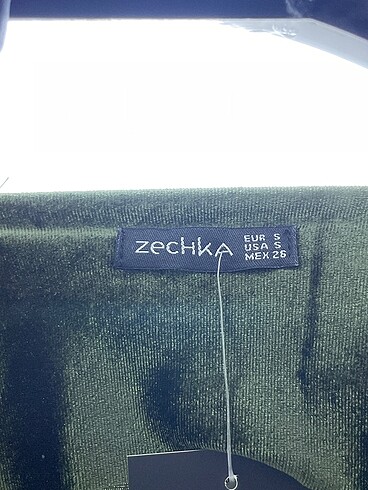 zechka
EUR S
USA S
MEX 26